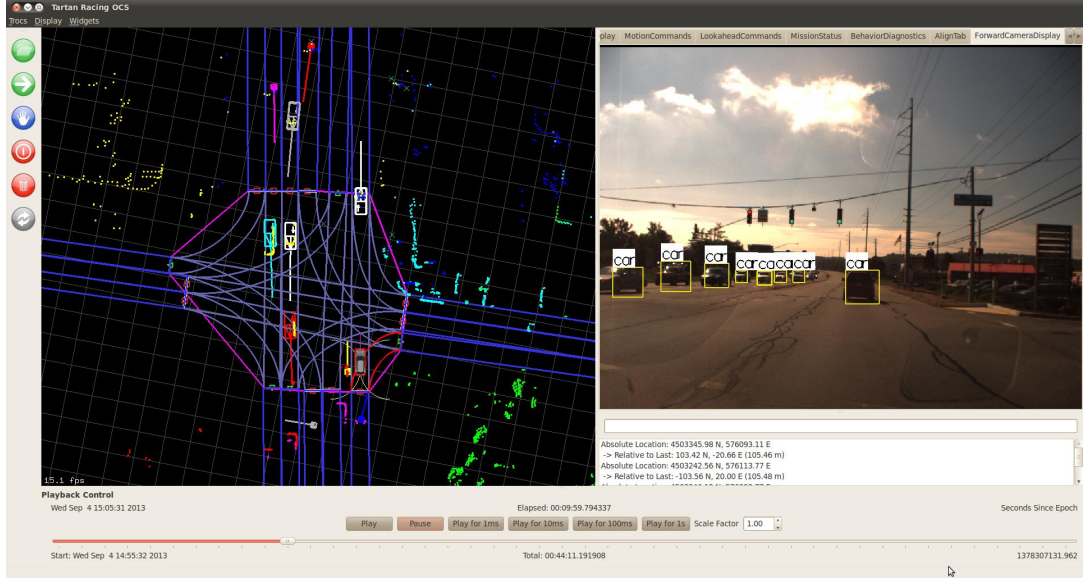 Tartan Racing OCS
Trocs Display Widgets
play MotionCommands LookaheadCommands MissionStatus BehaviorDiagnostics AlignTab ForwardCameraDisplay
car car car car ca car car car
15.1 fps
Absolute Location: 4503345.98 N, 576093.11 E
-> Relative to Last: 103.42 N, -20.66 E (105.46 m)
Absolute Location: 4503242.56 N, 576113.77 E
-> Relative to Last: -103.56 N, 20.00 E (105.48 m)
Playback Control
Wed Sep 4 15:05:31 2013 Elapsed: 00:09:59.794337 Seconds Since Epoch
Play Pause Play for 1ms Play for 10ms Play for 100ms Play for 1s Scale Factor 1.00
Start: Wed Sep 4 14:55:32 2013 Total: 00:44:11.191908 1378307131.962